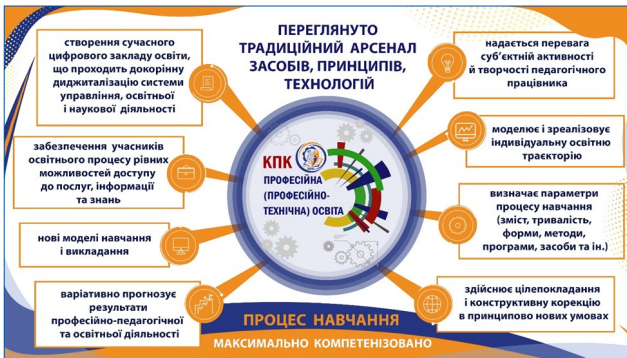 ПЕРЕГЛЯНУТО
ТРАДИЦІЙНИЙ АРСЕНАЛ
ЗАСОБІВ, ПРИНЦИПІВ,
ТЕХНОЛОГІЙ
створення сучасного
цифрового закладу освіти,
що проходить докорінну
диджиталізацію системи
управління, освітньої
і наукової діяльності
забезпечення учасників
освітнього процесу рівних
можливостей доступу
до послуг, інформації
та знань
нові моделі навчання
і викладання
варіативно прогнозує
результати
професійно-педагогічної
та освітньої діяльності
КПК
ПРОФЕСІЙНА
(ПРОФЕСІЙНО-
ТЕХНІЧНА) ОСВІТА
надається перевага
суб’єктній активності
й творчості педагогічного
працівника
моделює і зреалізовує
індивідуальну освітню
траєкторію
визначає параметри
процесу навчання
(зміст, тривалість,
форми, методи,
програми, засоби та ін.)
здійснює цілепокладання
і конструктивну корекцію
в принципово нових умовах
ПРОЦЕС НАВЧАННЯ
МАКСИМАЛЬНО КОМПЕТЕНІЗОВАНО